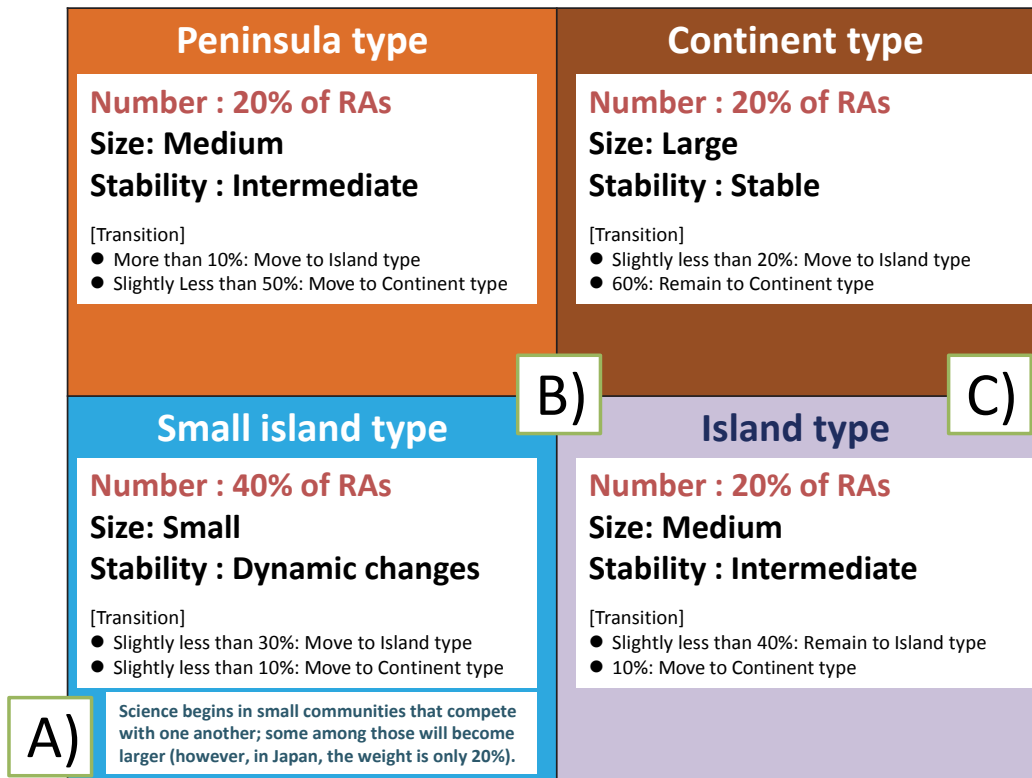 Peninsula type
Number : 20% of RAs
Size: Medium
Stability : Intermediate
[Transition]
● More than 10%: Move to Island type
● Slightly Less than 50%: Move to Continent type
Continent type
Number : 20% of RAs
Size: Large
Stability : Stable
[Transition]
● Slightly less than 20%: Move to Island type
● 60%: Remain to Continent type
B)
C)
Small island type
Number : 40% of RAs
Size: Small
Stability : Dynamic changes
[Transition]
● Slightly less than 30%: Move to Island type
● Slightly less than 10%: Move to Continent type
A)
Science begins in small communities that compete
with one another; some among those will become
larger (however, in Japan, the weight is only 20%).
Island type
Number : 20% of RAs
Size: Medium
Stability : Intermediate
[Transition]
● Slightly less than 40%: Remain to Island type
● 10%: Move to Continent type